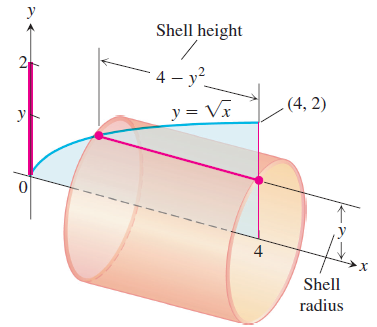 y
Shell height
2
4 − y²
y = √x
(4, 2)
y
0
y
4
x
Shell
radius